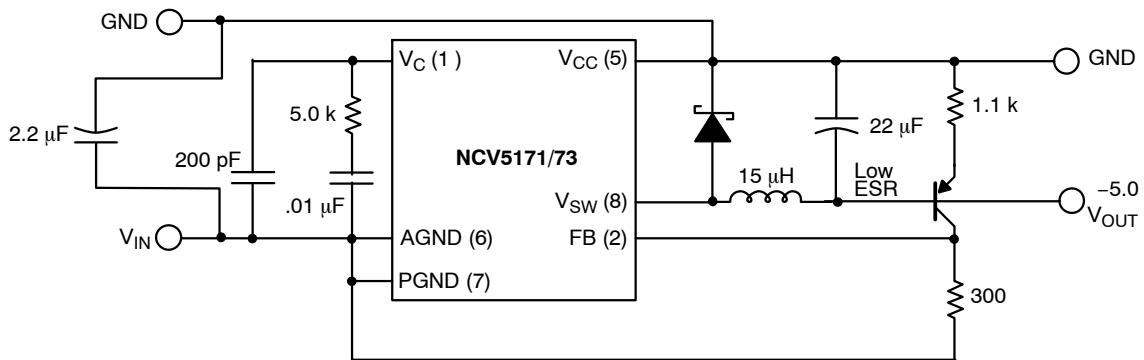 GND
V_C (1 )
V_CC (5)
GND
5.0 k
1.1 k
2.2 μF
22 μF
200 pF
NCV5171/73
15 μH
Low
ESR
−5.0
.01 μF
V_SW (8)
V_OUT
V_IN
AGND (6)
FB (2)
PGND (7)
300